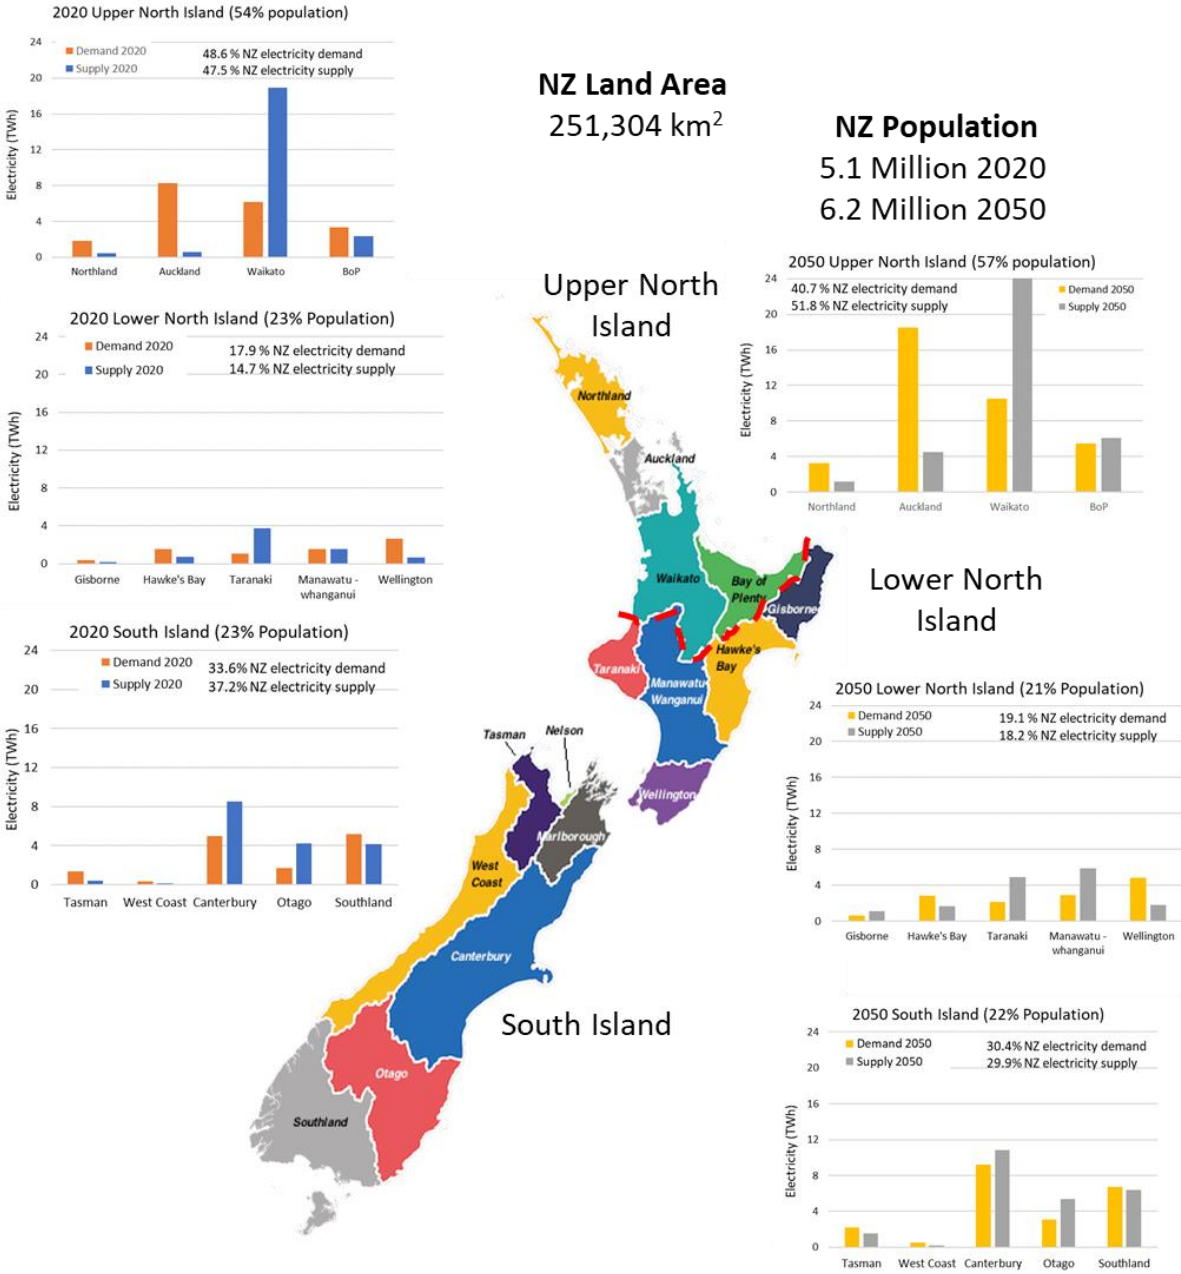 2020 Upper North Island (54% population)
24
20
16
12
8
4
0
Electricity (TWh)
Demand 2020
Supply 2020
48.6 % NZ electricity demand
47.5 % NZ electricity supply
Northland Auckland Waikato BoP
NZ Land Area
251,304 km²
NZ Population
5.1 Million 2020
6.2 Million 2050
2020 Lower North Island (23% Population)
24
20
16
12
8
4
0
Electricity (TWh)
Demand 2020
Supply 2020
17.9 % NZ electricity demand
14.7 % NZ electricity supply
Gisborne Hawke's Bay Taranaki Manawatu - Wellington
whanganui
2020 South Island (23% Population)
24
20
16
12
8
4
0
Electricity (TWh)
Demand 2020
Supply 2020
33.6% NZ electricity demand
37.2% NZ electricity supply
Tasman West Coast Canterbury Otago Southland
Upper North
Island
Northland
Auckland
Waikato
Bay of
Plenty
Gisborne
Hawke's
Bay
Taranaki
Manawatu
Wanganui
Wellington
Lower North
Island
Tasman
Nelson
Marlborough
West
Coast
Canterbury
Otago
Southland
South Island
2050 Upper North Island (57% population)
24
20
16
12
8
4
0
Electricity (TWh)
40.7 % NZ electricity demand
51.8 % NZ electricity supply
Demand 2050
Supply 2050
Northland Auckland Waikato BoP
2050 Lower North Island (21% Population)
24
20
16
12
8
4
0
Electricity (TWh)
Demand 2050
Supply 2050
19.1 % NZ electricity demand
18.2 % NZ electricity supply
Gisborne Hawke's Bay Taranaki Manawatu - Wellington
whanganui
2050 South Island (22% Population)
24
20
16
12
8
4
0
Electricity (TWh)
Demand 2050
Supply 2050
30.4% NZ electricity demand
29.9% NZ electricity supply
Tasman West Coast Canterbury Otago Southland